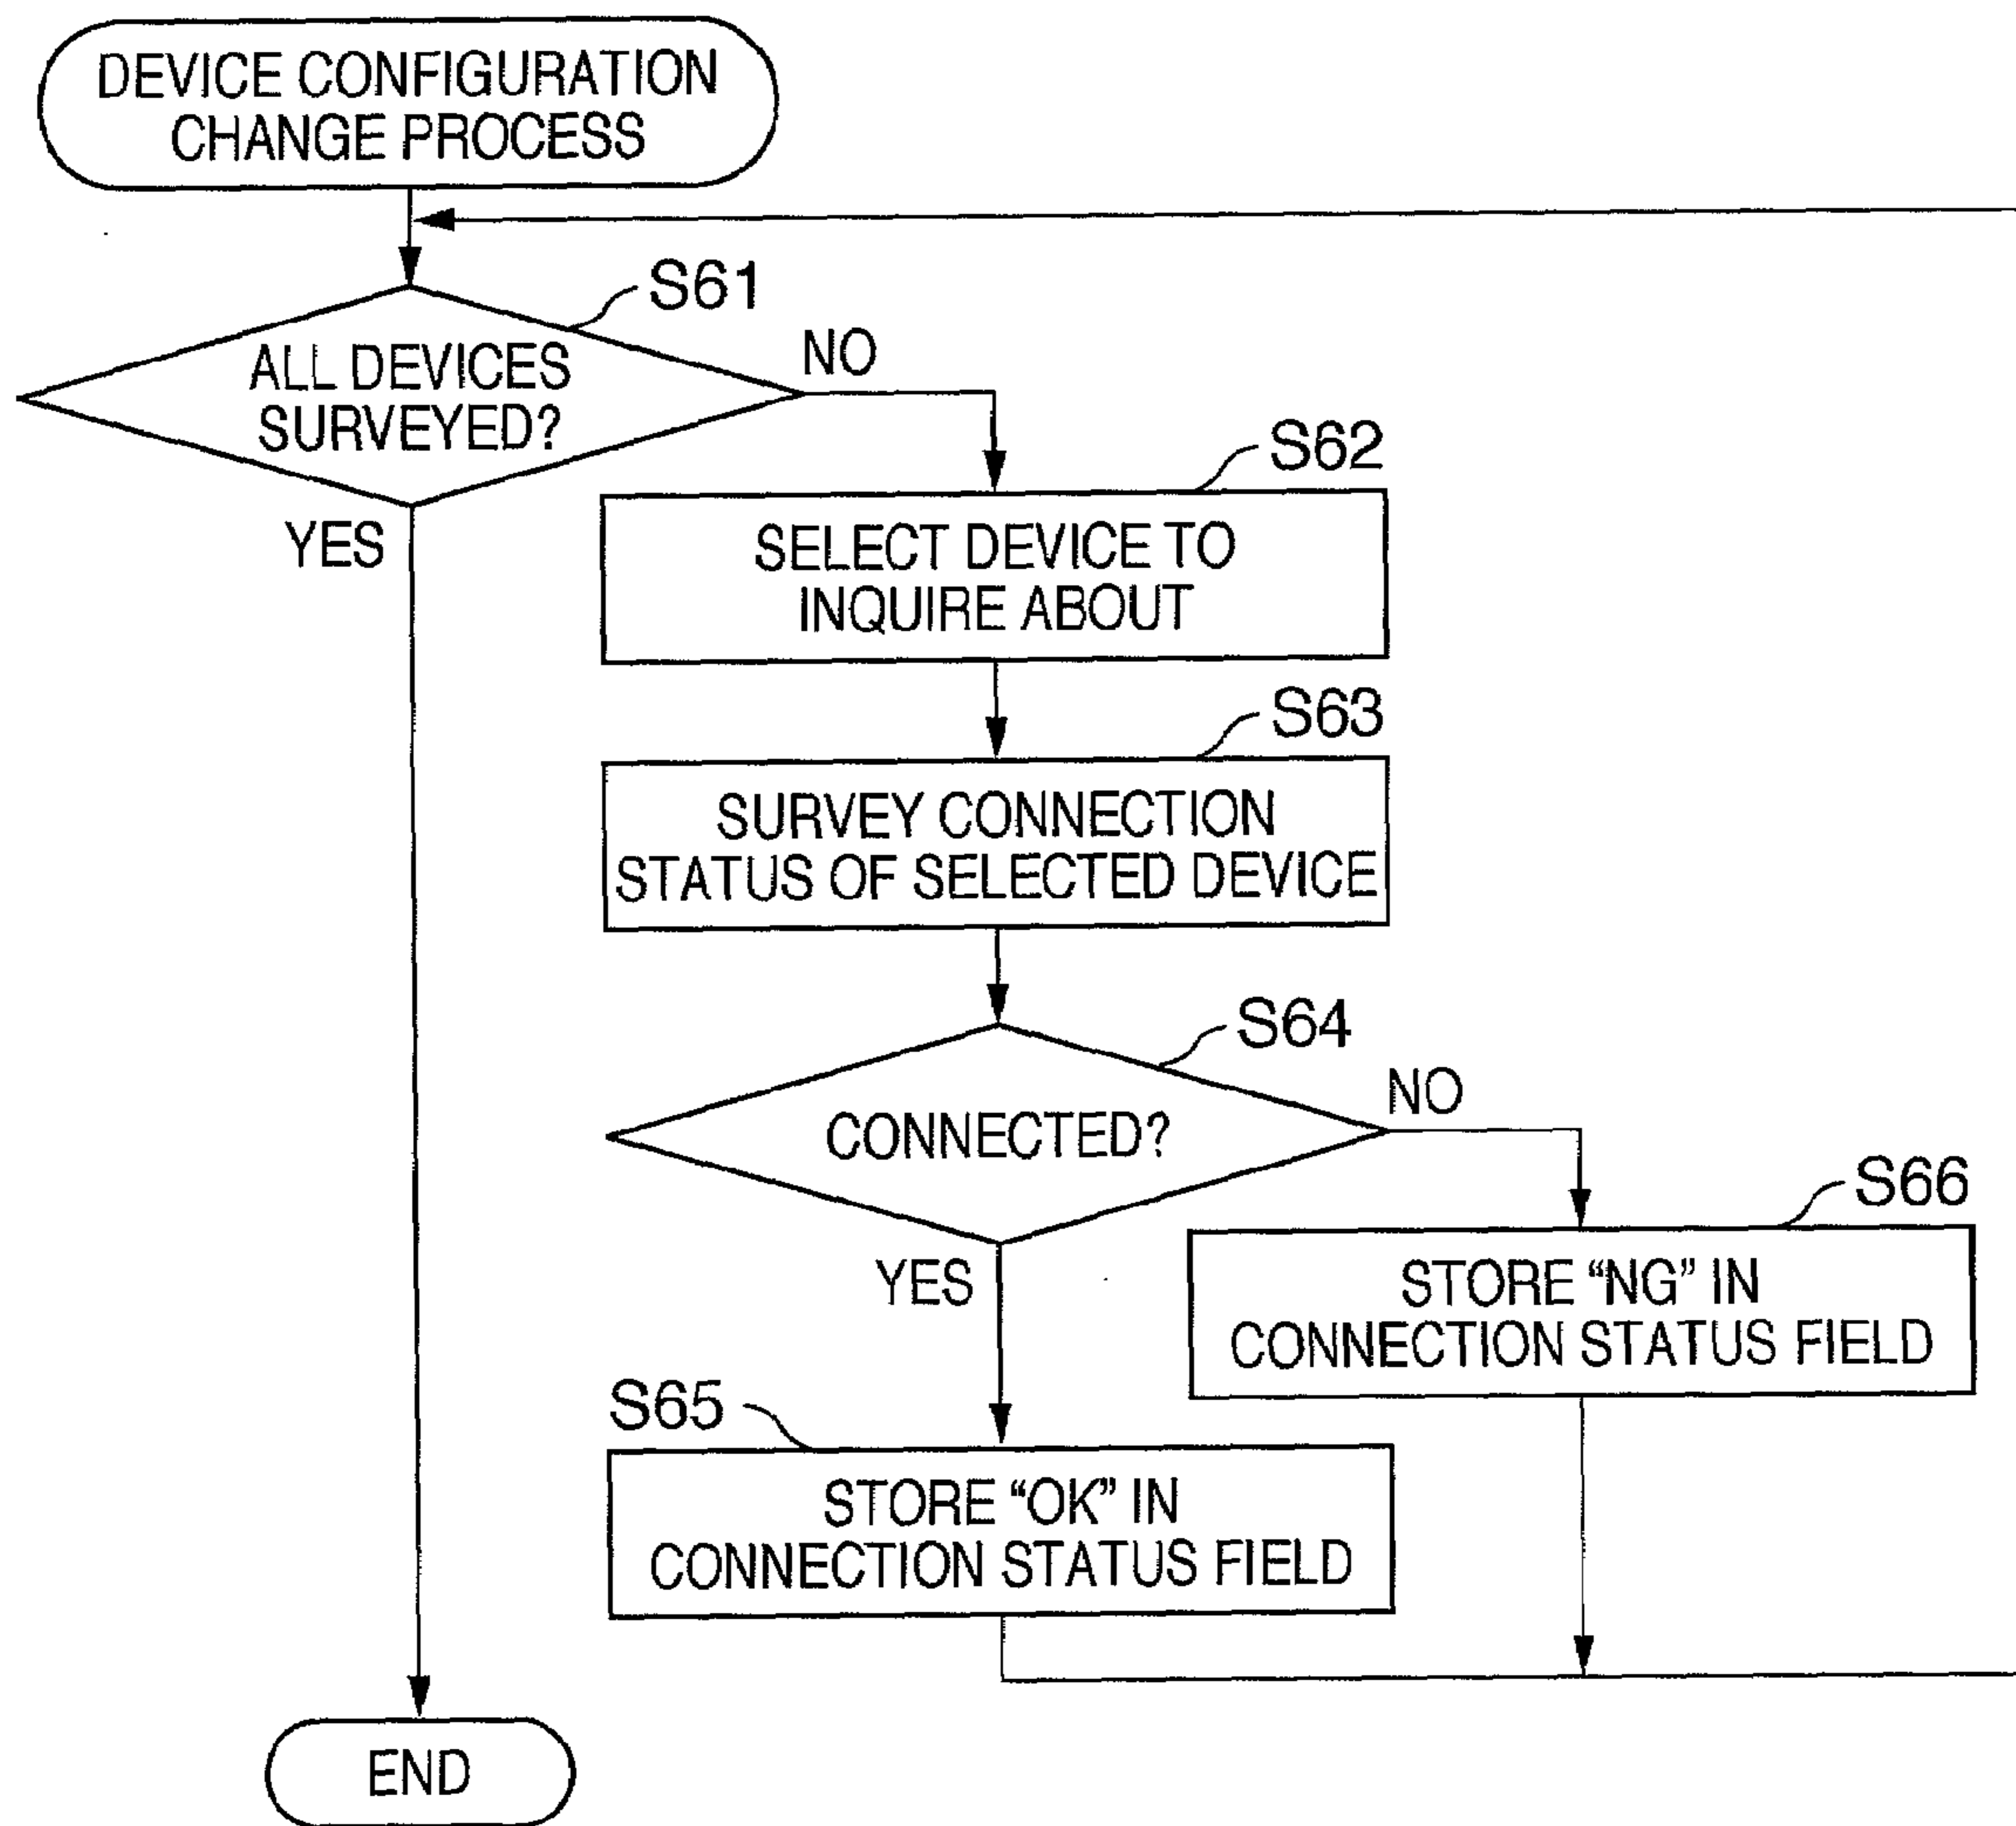 DEVICE CONFIGURATION
CHANGE PROCESS
S61
ALL DEVICES
SURVEYED?
NO
YES
S62
SELECT DEVICE TO
INQUIRE ABOUT
S63
SURVEY CONNECTION
STATUS OF SELECTED DEVICE
S64
CONNECTED?
NO
YES
S66
STORE “NG” IN
CONNECTION STATUS FIELD
S65
STORE “OK” IN
CONNECTION STATUS FIELD
END